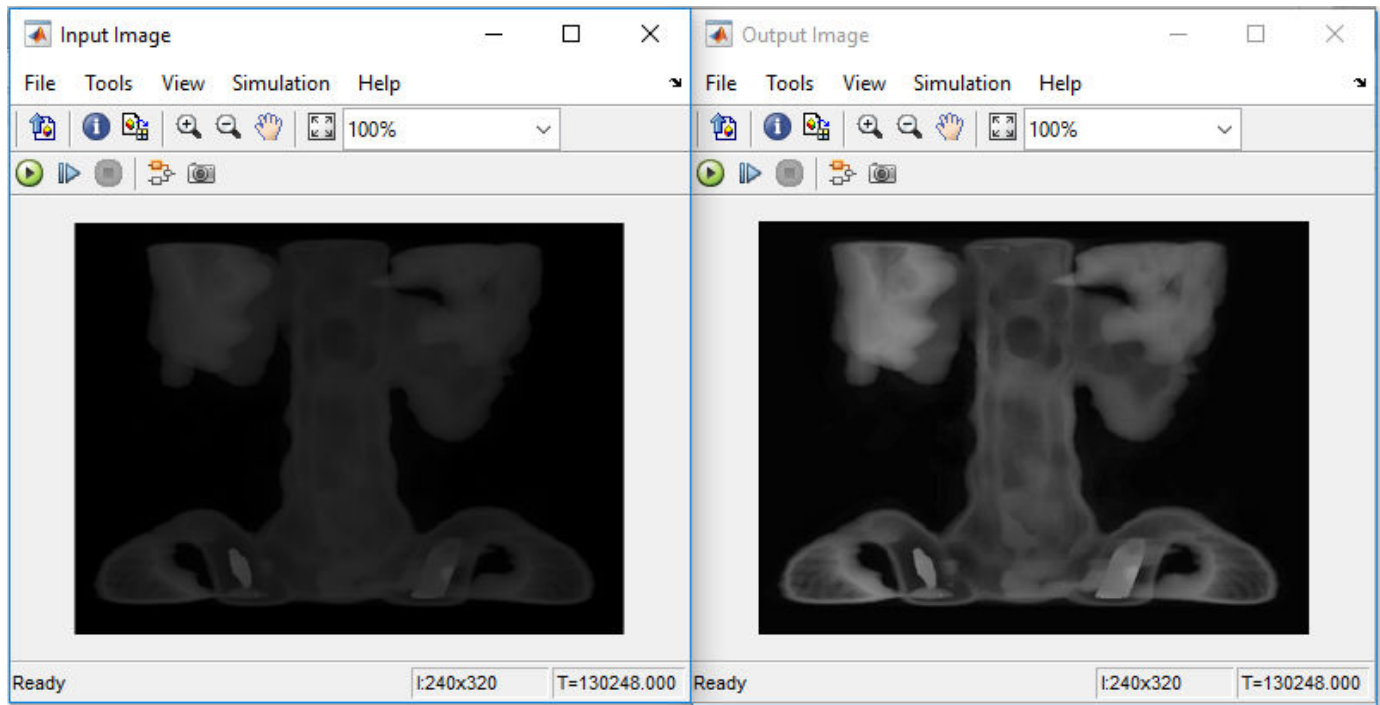 Input Image
File Tools View Simulation Help
100%
Ready I:240x320 T=130248.000
Output Image
File Tools View Simulation Help
100%
Ready I:240x320 T=130248.000